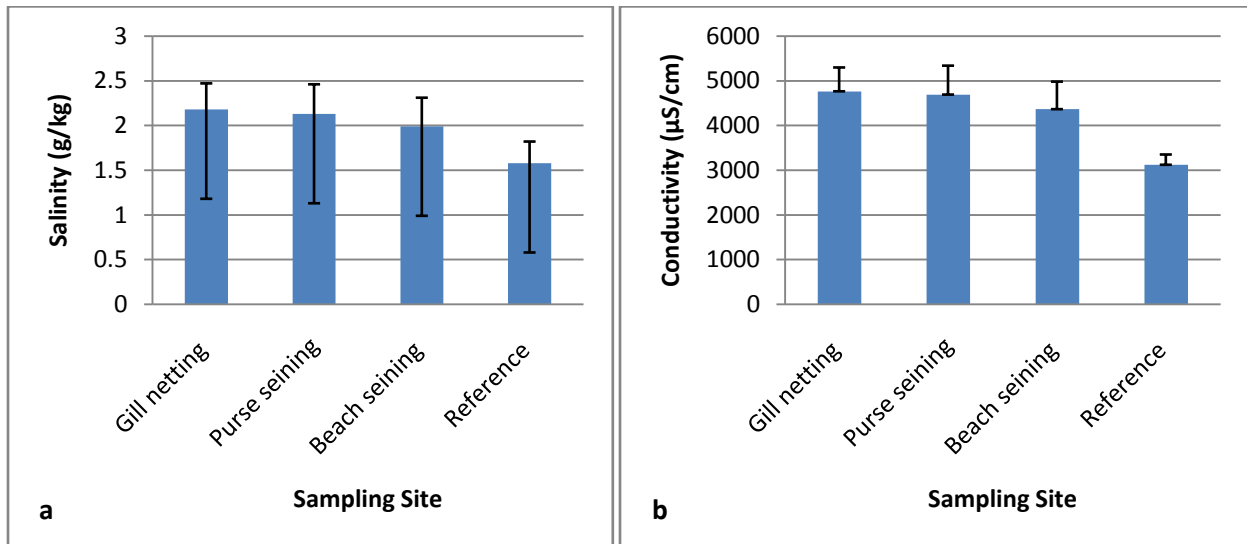 3
2.5
2
1.5
1
0.5
0
Salinity (g/kg)
Gill netting
Purse seining
Beach seining
Reference
Sampling Site
a
6000
5000
4000
3000
2000
1000
0
Conductivity (µS/cm)
Gill netting
Purse seining
Beach seining
Reference
Sampling Site
b